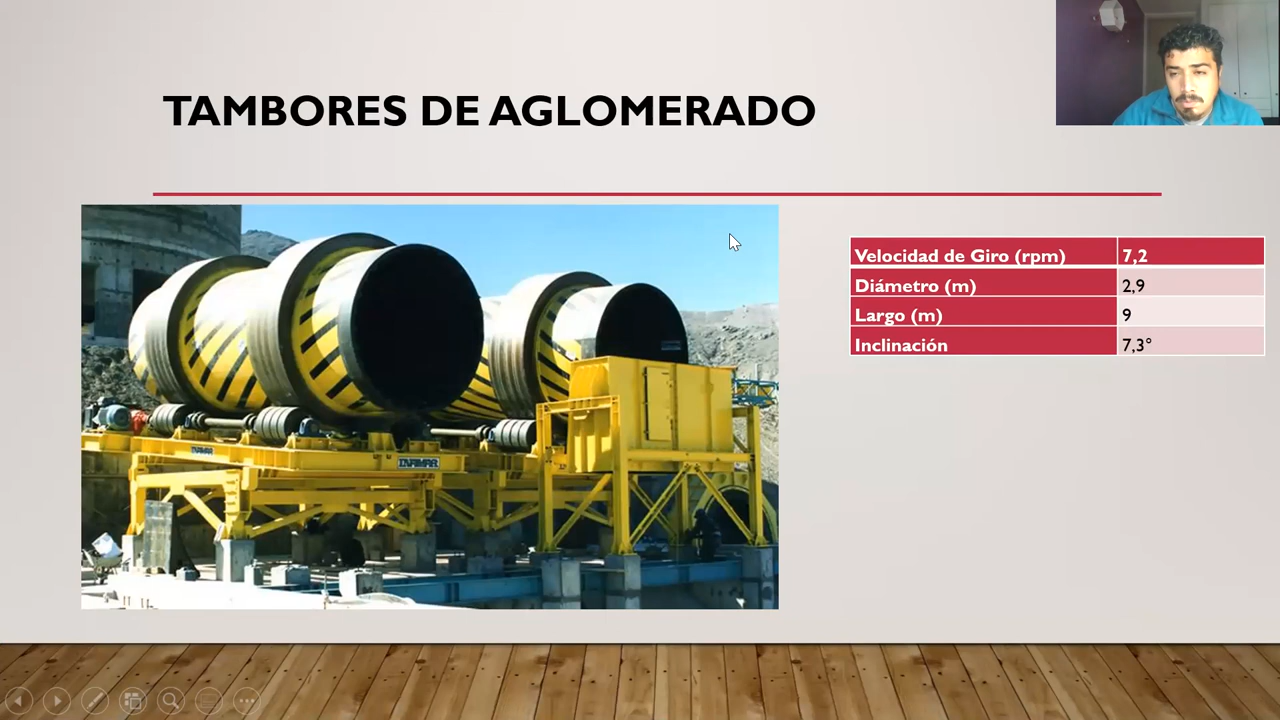 TAMBORES DE AGLOMERADO
Velocidad de Giro (rpm) 7,2
Diámetro (m) 2,9
Largo (m) 9
Inclinación 7,3°